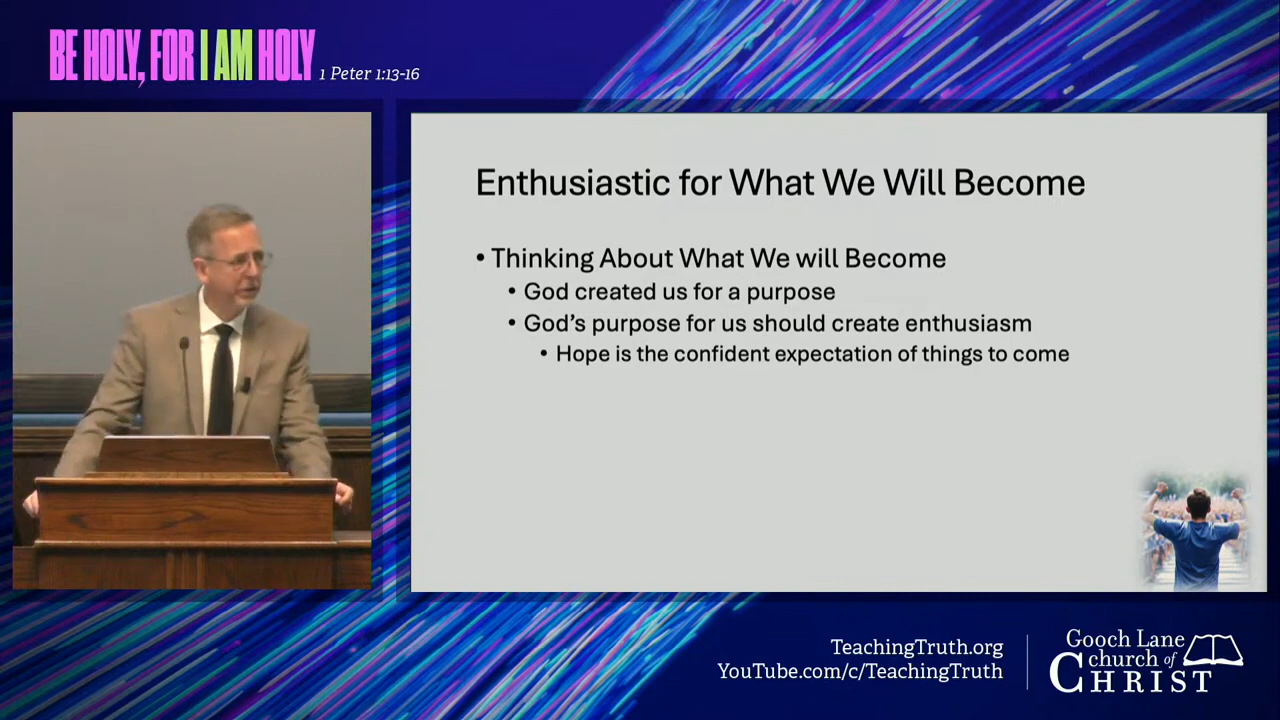 BE HOLY, FOR I AM HOLY 1 Peter 1:13-16
Enthusiastic for What We Will Become
• Thinking About What We will Become
• God created us for a purpose
• God’s purpose for us should create enthusiasm
• Hope is the confident expectation of things to come
TeachingTruth.org
YouTube.com/c/TeachingTruth
Gooch Lane
church of
CHRIST